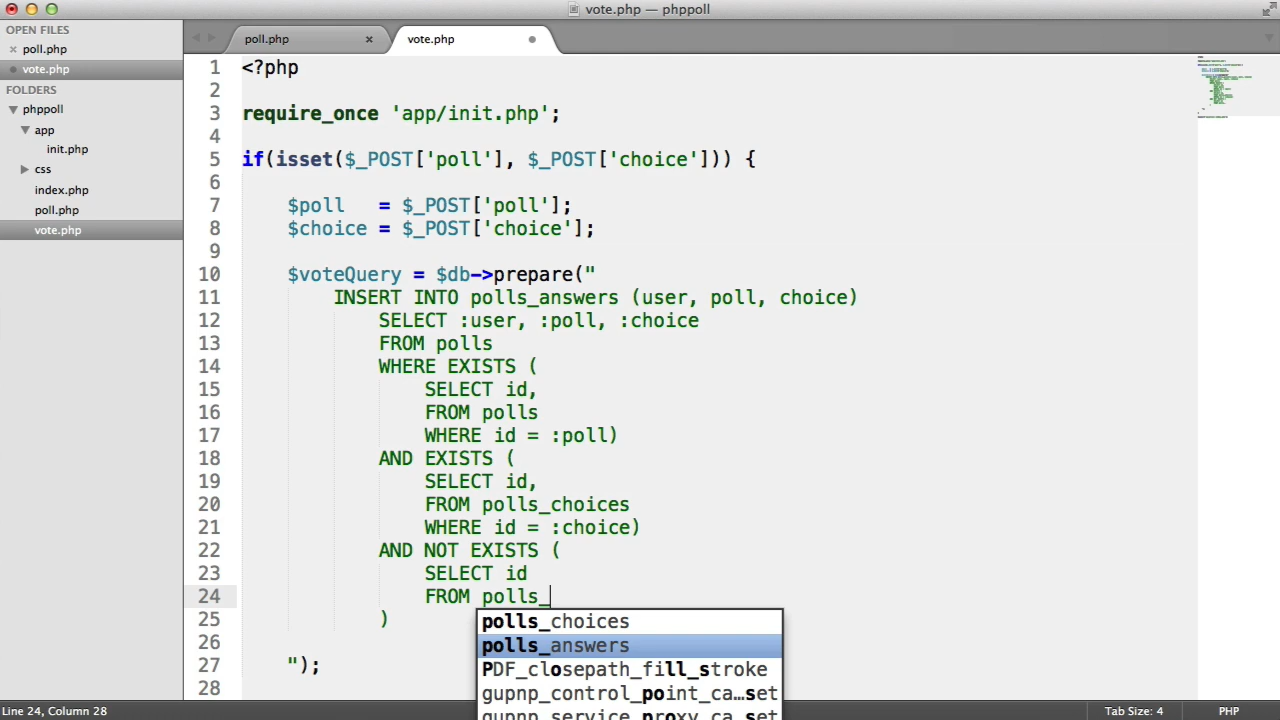 vote.php — phppoll
OPEN FILES
poll.php
vote.php
FOLDERS
phppoll
app
init.php
css
index.php
poll.php
vote.php
poll.php
vote.php
1 <?php
2
3 require_once 'app/init.php';
4
5 if(isset($_POST['poll'], $_POST['choice'])) {
6
7 $poll = $_POST['poll'];
8 $choice = $_POST['choice'];
9
10 $voteQuery = $db->prepare("
11 INSERT INTO polls_answers (user, poll, choice)
12 SELECT :user, :poll, :choice
13 FROM polls
14 WHERE EXISTS (
15 SELECT id,
16 FROM polls
17 WHERE id = :poll)
18 AND EXISTS (
19 SELECT id,
20 FROM polls_choices
21 WHERE id = :choice)
22 AND NOT EXISTS (
23 SELECT id
24 FROM polls_
25 )
26
27 ");
28
polls_choices
polls_answers
PDF_closepath_fill_stroke
gupnp_control_point_ca…set
gupnp_service_proxy_ca…set
Line 24, Column 28
Tab Size: 4
PHP